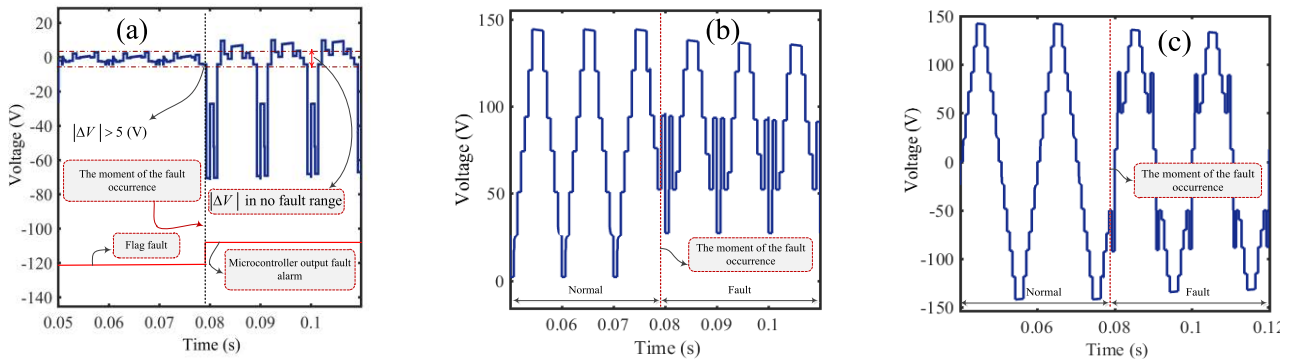 (a)
20
0
-20
-40
-60
-80
-100
-120
-140
Voltage (V)
|ΔV| > 5 (V)
The moment of the fault
occurrence
|ΔV| in no fault range
Flag fault
Microcontroller output fault
alarm
0.05 0.06 0.07 0.08 0.09 0.1
Time (s)
(b)
150
100
50
0
Voltage (V)
The moment of the fault
occurrence
Normal Fault
0.06 0.07 0.08 0.09 0.1
Time (s)
(c)
150
100
50
0
-50
-100
-150
Voltage (V)
The moment of the fault
occurrence
Normal Fault
0.06 0.08 0.1 0.12
Time (s)